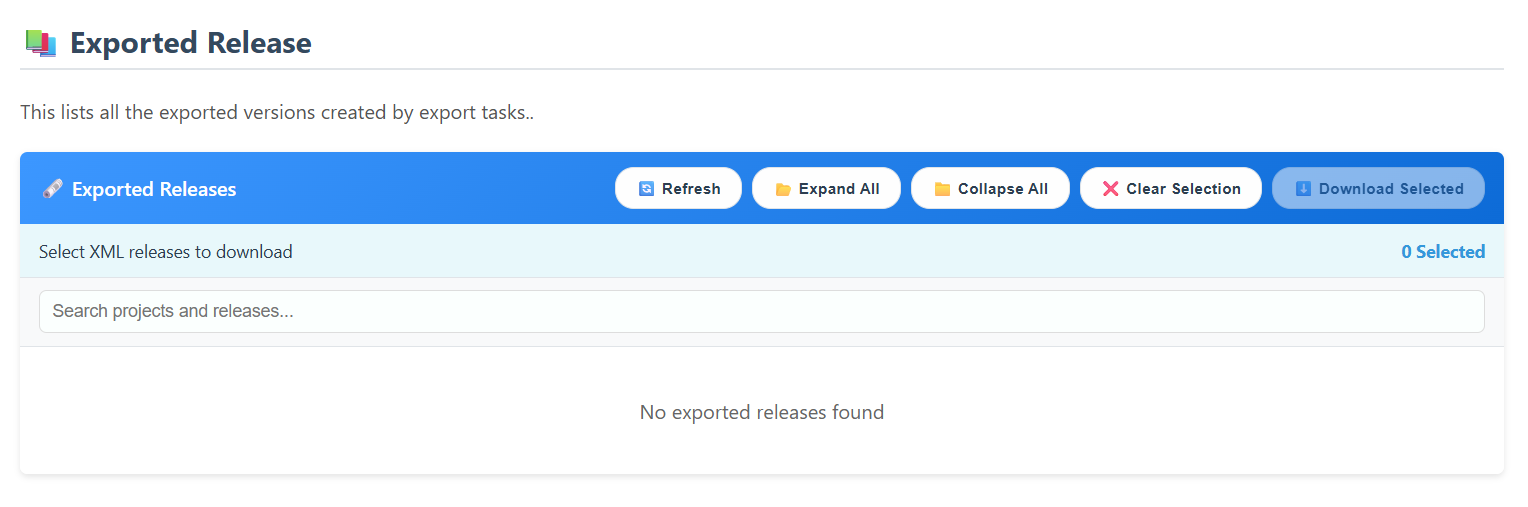 Exported Release
This lists all the exported versions created by export tasks..
Exported Releases
Refresh
Expand All
Collapse All
Clear Selection
Download Selected
Select XML releases to download
0 Selected
Search projects and releases...
No exported releases found